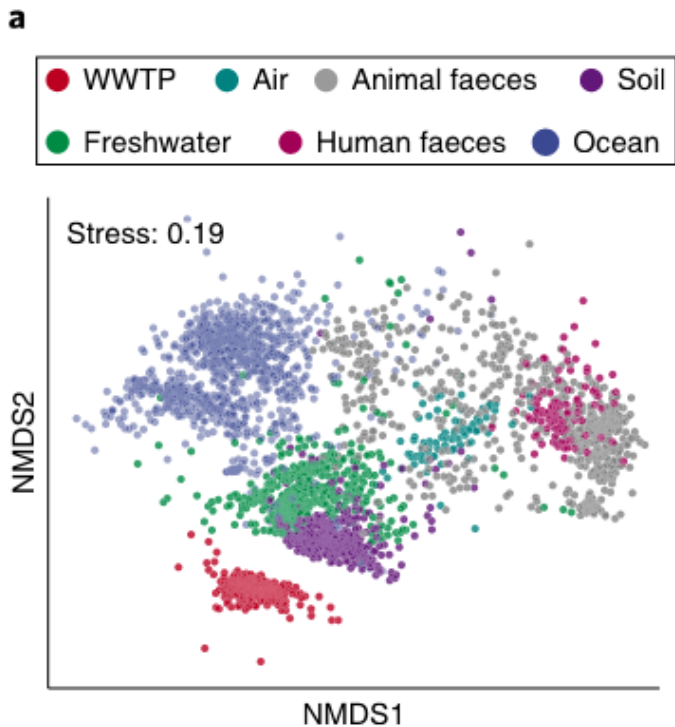 a
WWTP Air Animal faeces Soil
Freshwater Human faeces Ocean
Stress: 0.19
NMDS2
NMDS1